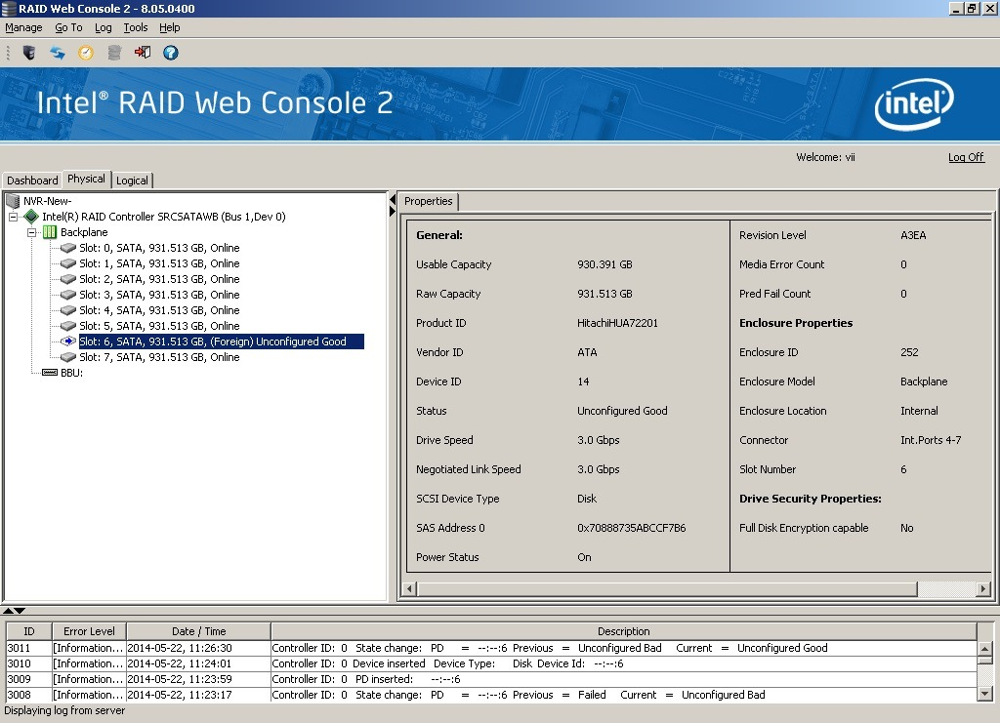 RAID Web Console 2 - 8.05.0400
Manage Go To Log Tools Help
Intel® RAID Web Console 2
intel®
Welcome: vii Log Off
Dashboard Physical Logical
NVR-New-
Intel(R) RAID Controller SRCSATAWB (Bus 1,Dev 0)
Backplane
Slot: 0, SATA, 931.513 GB, Online
Slot: 1, SATA, 931.513 GB, Online
Slot: 2, SATA, 931.513 GB, Online
Slot: 3, SATA, 931.513 GB, Online
Slot: 4, SATA, 931.513 GB, Online
Slot: 5, SATA, 931.513 GB, Online
Slot: 6, SATA, 931.513 GB, (Foreign) Unconfigured Good
Slot: 7, SATA, 931.513 GB, Online
BBU:
Properties
General:
Usable Capacity 930.391 GB
Raw Capacity 931.513 GB
Product ID HitachiHUA72201
Vendor ID ATA
Device ID 14
Status Unconfigured Good
Drive Speed 3.0 Gbps
Negotiated Link Speed 3.0 Gbps
SCSI Device Type Disk
SAS Address 0 0x70888735ABCCF7B6
Power Status On
Revision Level A3EA
Media Error Count 0
Pred Fail Count 0
Enclosure Properties
Enclosure ID 252
Enclosure Model Backplane
Enclosure Location Internal
Connector Int.Ports 4-7
Slot Number 6
Drive Security Properties:
Full Disk Encryption capable No
ID Error Level Date / Time Description
3011 [Information... 2014-05-22, 11:26:30 Controller ID: 0 State change: PD = --:--:6 Previous = Unconfigured Bad Current = Unconfigured Good
3010 [Information... 2014-05-22, 11:24:01 Controller ID: 0 Device inserted Device Type: Disk Device Id: --:--:6
3009 [Information... 2014-05-22, 11:23:59 Controller ID: 0 PD inserted: --:--:6
3008 [Information... 2014-05-22, 11:23:17 Controller ID: 0 State change: PD = --:--:6 Previous = Failed Current = Unconfigured Bad
Displaying log from server